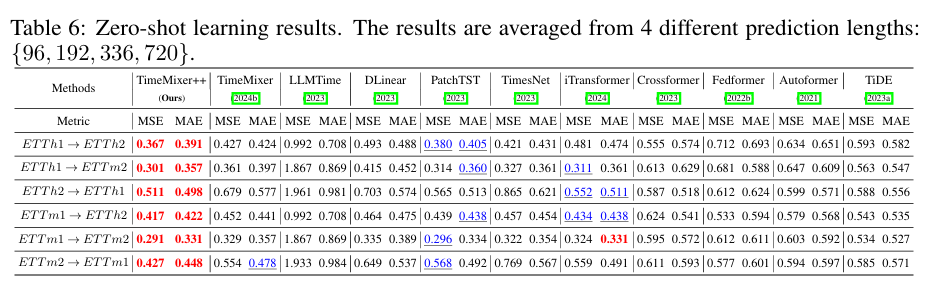 Table 6: Zero-shot learning results. The results are averaged from 4 different prediction lengths:
{96, 192, 336, 720}.
Methods TimeMixer++ TimeMixer LLMTime DLinear PatchTST TimesNet iTransformer Crossformer Fedformer Autoformer TiDE
(Ours) (2024b) (2023) (2023) (2023) (2023) (2024) (2023) (2022b) (2021) (2023a)
Metric MSE MAE MSE MAE MSE MAE MSE MAE MSE MAE MSE MAE MSE MAE MSE MAE MSE MAE MSE MAE MSE MAE
ETTh1 → ETTh2 0.367 0.391 0.427 0.424 0.992 0.708 0.493 0.488 0.380 0.405 0.421 0.431 0.481 0.474 0.555 0.574 0.712 0.693 0.634 0.651 0.593 0.582
ETTh1 → ETTm2 0.301 0.357 0.361 0.397 1.867 0.869 0.415 0.452 0.314 0.360 0.327 0.361 0.311 0.361 0.613 0.629 0.681 0.588 0.647 0.609 0.563 0.547
ETTh2 → ETTh1 0.511 0.498 0.679 0.577 1.961 0.981 0.703 0.574 0.565 0.513 0.865 0.621 0.552 0.511 0.587 0.518 0.612 0.624 0.599 0.571 0.588 0.556
ETTm1 → ETTh2 0.417 0.422 0.452 0.441 0.992 0.708 0.464 0.475 0.439 0.438 0.457 0.454 0.434 0.438 0.624 0.541 0.533 0.594 0.579 0.568 0.543 0.535
ETTm1 → ETTm2 0.291 0.331 0.329 0.357 1.867 0.869 0.335 0.389 0.296 0.334 0.322 0.354 0.324 0.331 0.595 0.572 0.612 0.611 0.603 0.592 0.534 0.527
ETTm2 → ETTm1 0.427 0.448 0.554 0.478 1.933 0.984 0.649 0.537 0.568 0.492 0.769 0.567 0.559 0.491 0.611 0.593 0.577 0.601 0.594 0.597 0.585 0.571